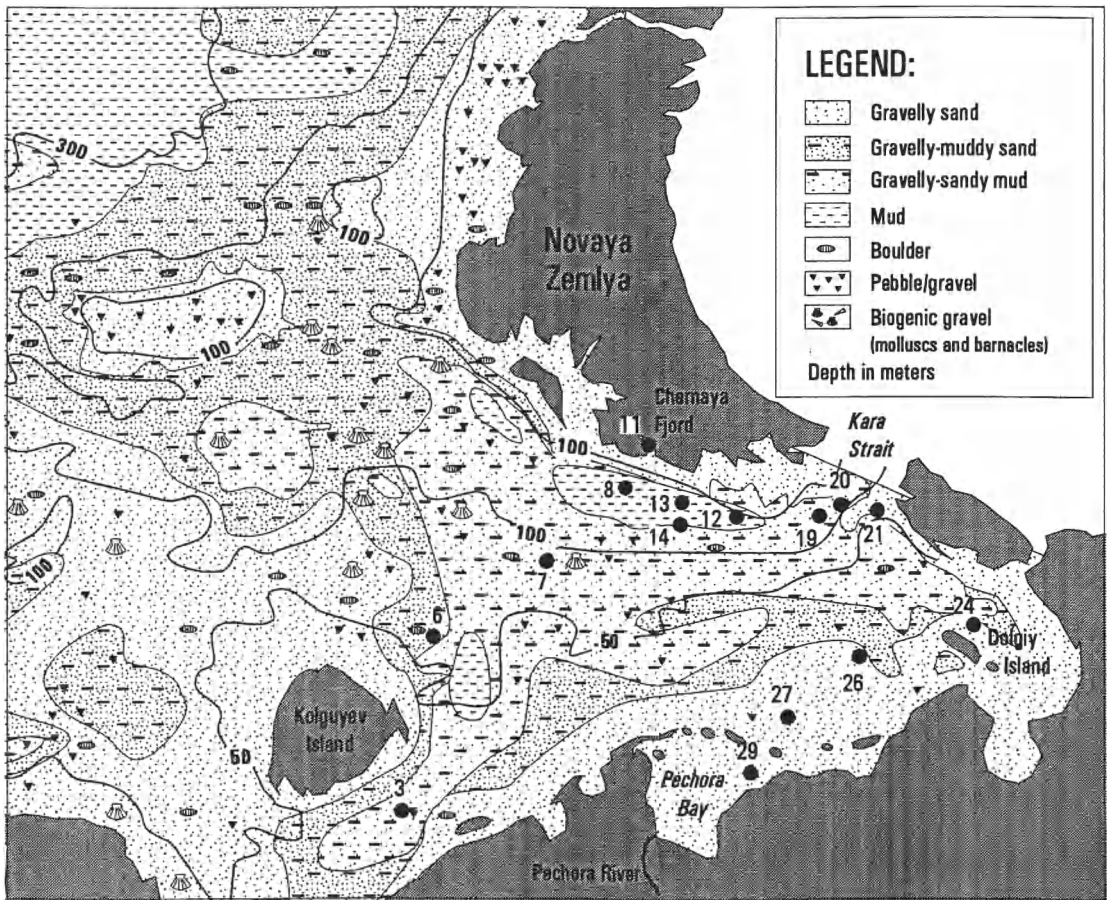 LEGEND:
Gravelly sand
Gravelly-muddy sand
Gravelly-sandy mud
Mud
Boulder
Pebble/gravel
Biogenic gravel
(molluscs and barnacles)
Depth in meters
300
100
Novaya
Zemlya
100
Chernaya
Fjord
11
100
Kara
Strait
8
13
20
12
14
19
21
100
7
100
6
50
24
Dolgiy
Island
26
Kolguyev
Island
27
50
3
29
Pechora
Bay
Pechora River